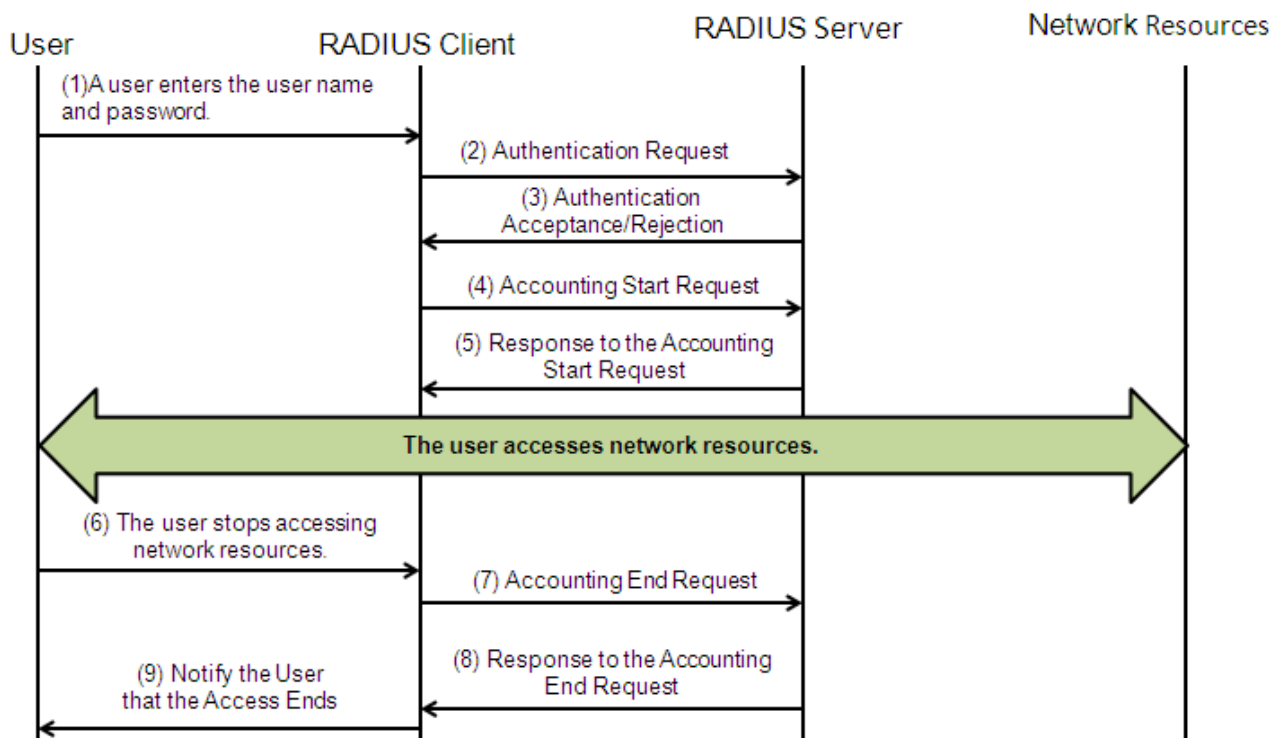 User
RADIUS Client
RADIUS Server
Network Resources
(1)A user enters the user name
and password.
(2) Authentication Request
(3) Authentication
Acceptance/Rejection
(4) Accounting Start Request
(5) Response to the Accounting
Start Request
The user accesses network resources.
(6) The user stops accessing
network resources.
(7) Accounting End Request
(8) Response to the Accounting
End Request
(9) Notify the User
that the Access Ends